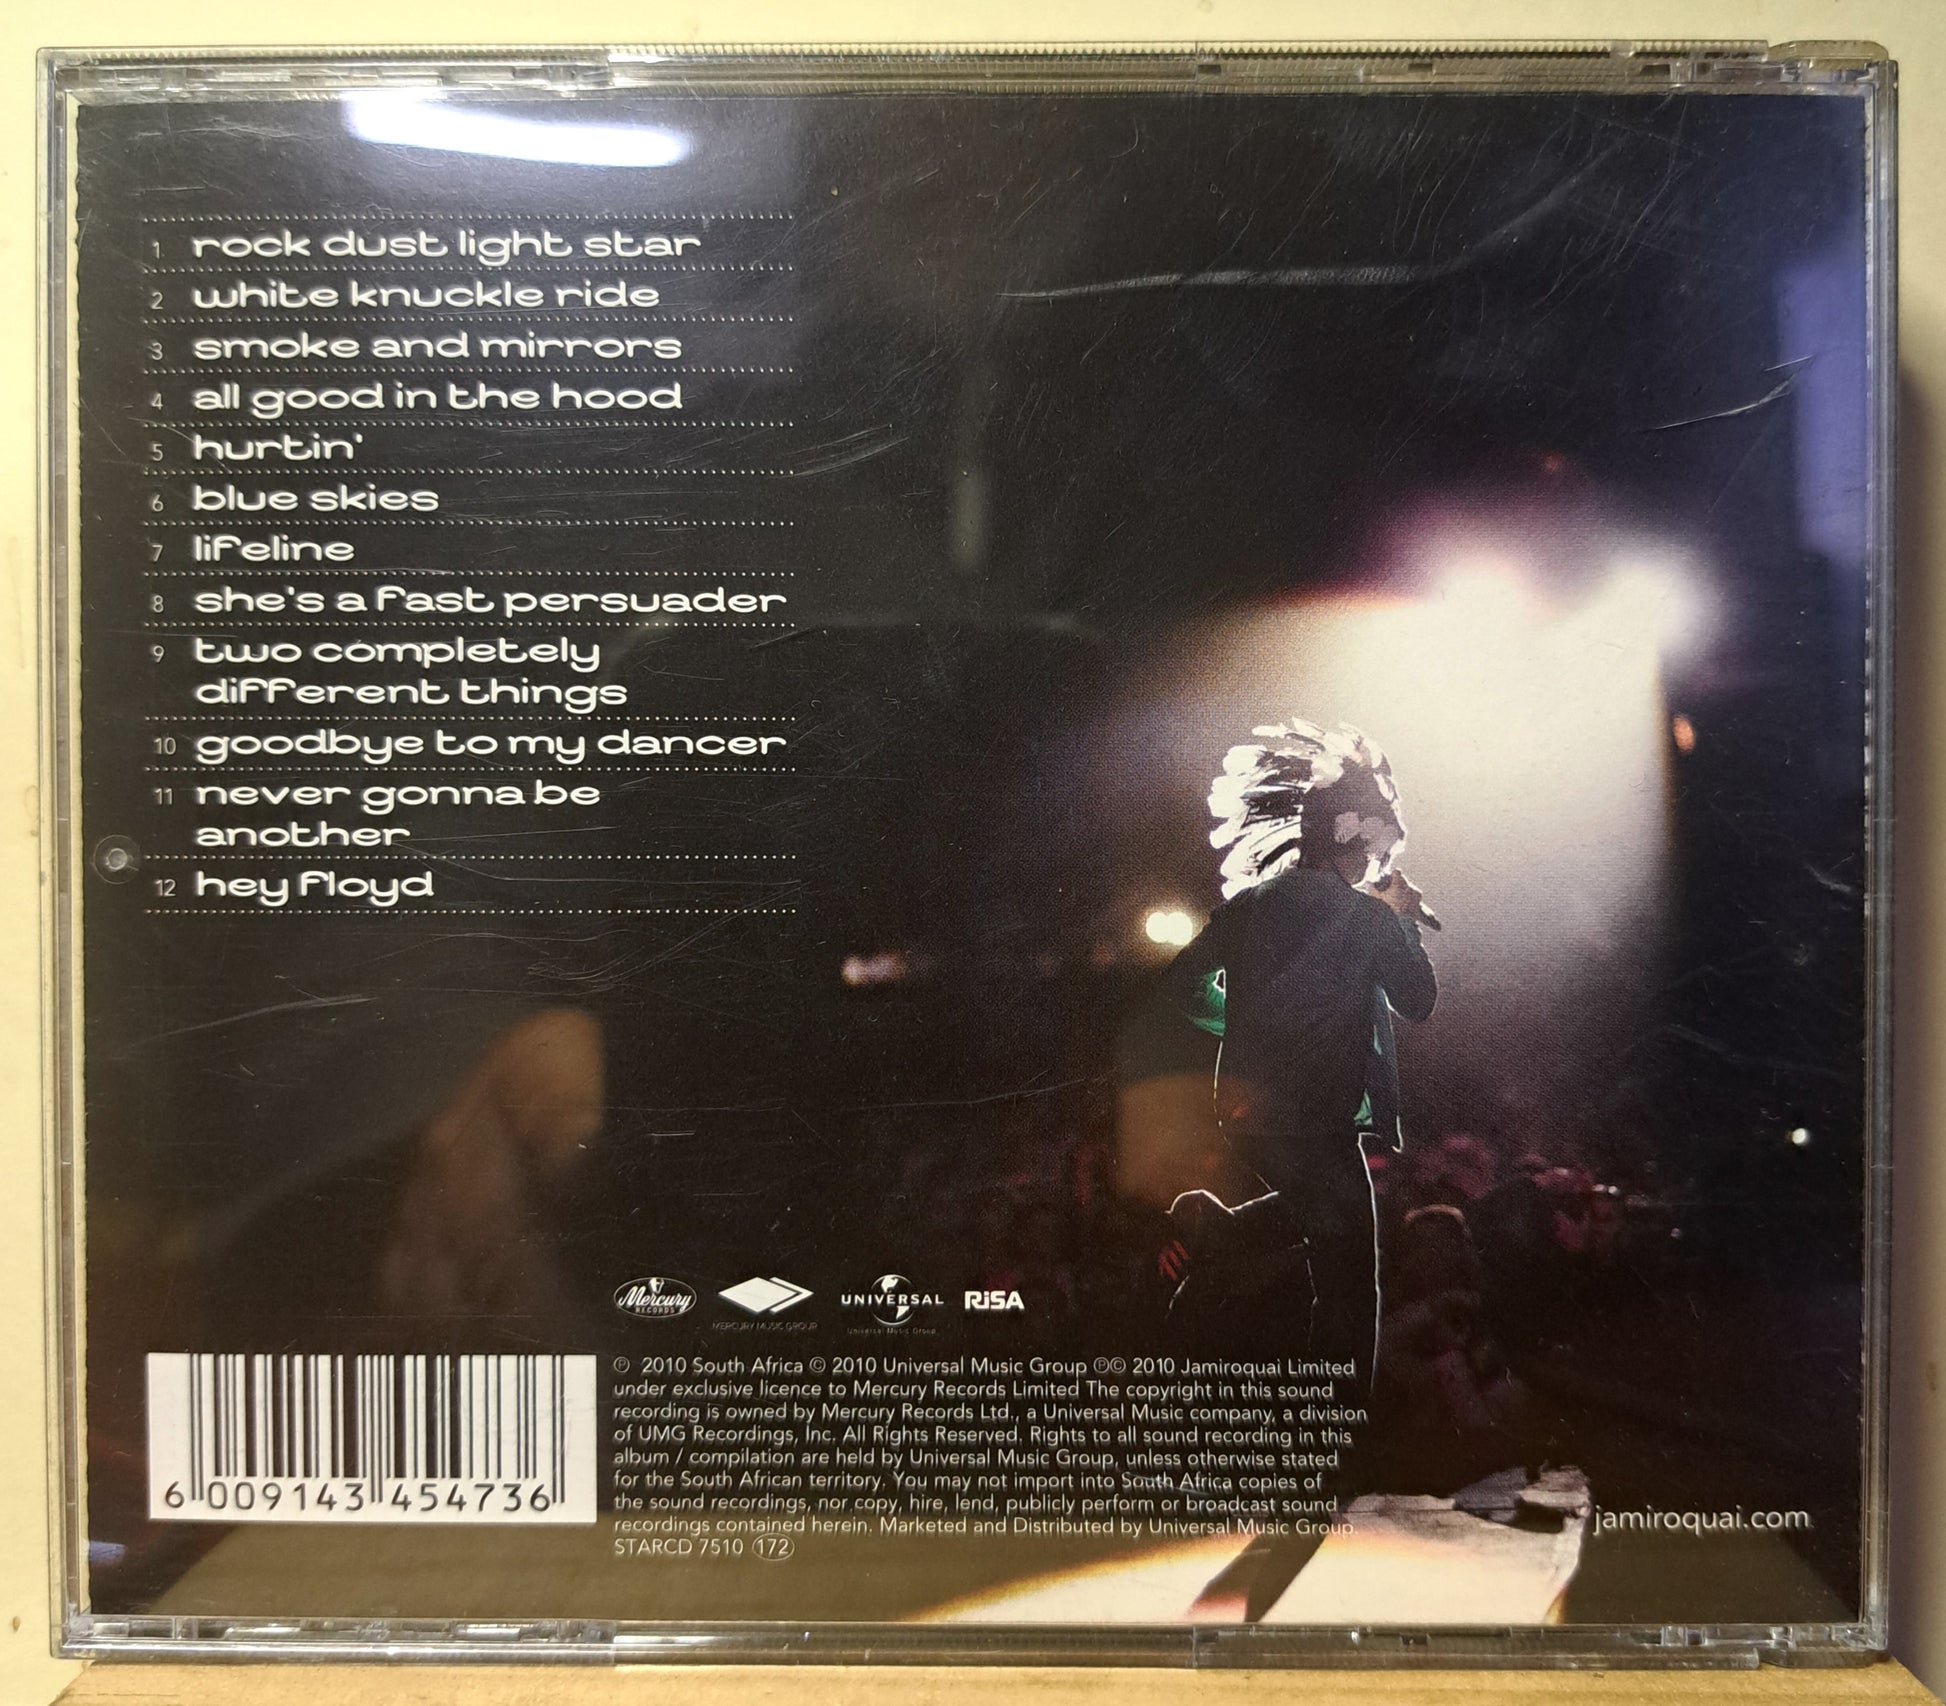 1 rock dust light star
2 white knuckle ride
3 smoke and mirrors
4 all good in the hood
5 hurtin'
6 blue skies
7 lifeline
8 she's a fast persuader
9 two completely
different things
10 goodbye to my dancer
11 never gonna be
another
12 hey floyd
Mercury
RECORDS
MERCURY MUSIC GROUP
UNIVERSAL
Universal Music Group
RiSA
℗ 2010 South Africa © 2010 Universal Music Group ℗© 2010 Jamiroquai Limited
under exclusive licence to Mercury Records Limited The copyright in this sound
recording is owned by Mercury Records Ltd., a Universal Music company, a division
of UMG Recordings, Inc. All Rights Reserved. Rights to all sound recording in this
album / compilation are held by Universal Music Group, unless otherwise stated
for the South African territory. You may not import into South Africa copies of
the sound recordings, nor copy, hire, lend, publicly perform or broadcast sound
recordings contained herein. Marketed and Distributed by Universal Music Group.
STARCD 7510 172
6 009143 454736
jamiroquai.com